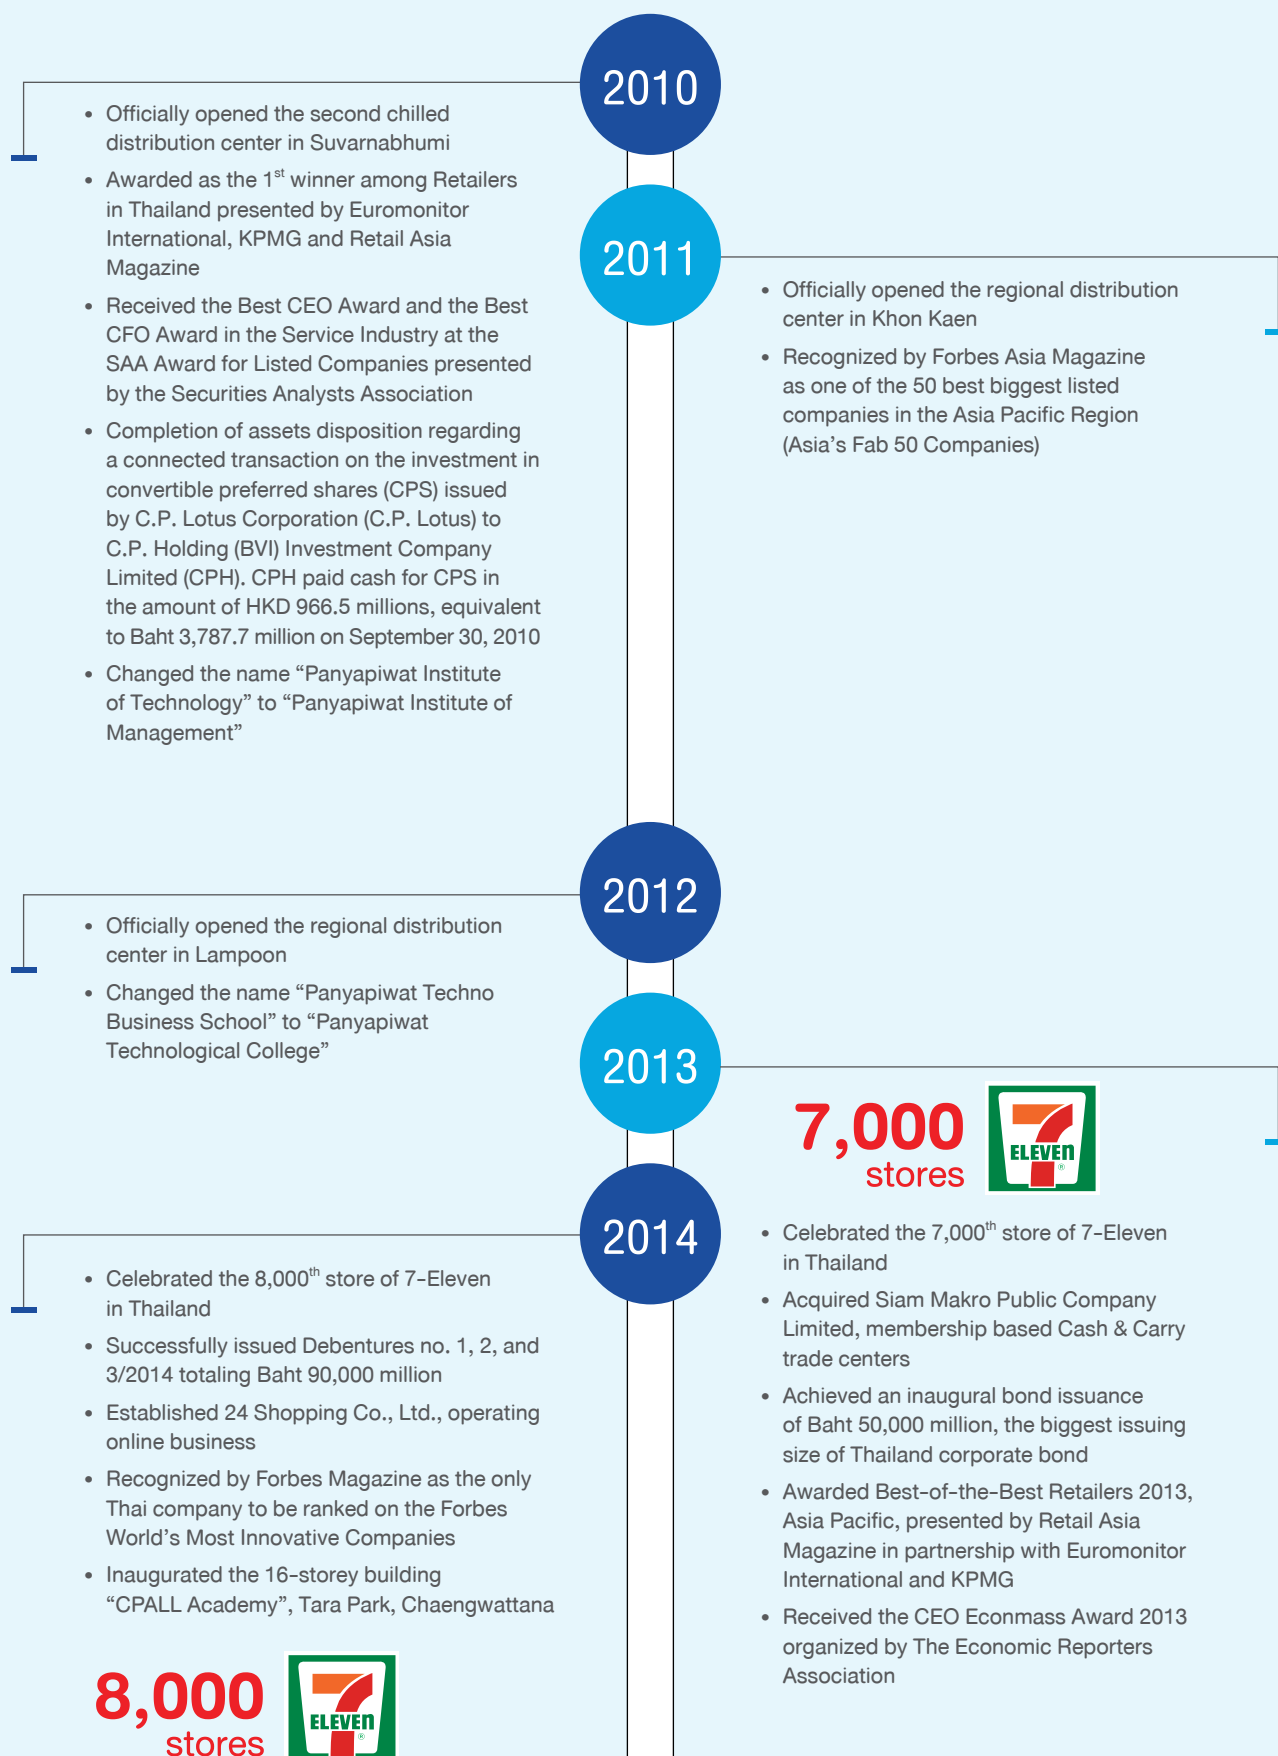 2010
• Officially opened the second chilled
distribution center in Suvarnabhumi
• Awarded as the 1st winner among Retailers
in Thailand presented by Euromonitor
International, KPMG and Retail Asia
Magazine
• Received the Best CEO Award and the Best
CFO Award in the Service Industry at the
SAA Award for Listed Companies presented
by the Securities Analysts Association
• Completion of assets disposition regarding
a connected transaction on the investment in
convertible preferred shares (CPS) issued
by C.P. Lotus Corporation (C.P. Lotus) to
C.P. Holding (BVI) Investment Company
Limited (CPH). CPH paid cash for CPS in
the amount of HKD 966.5 millions, equivalent
to Baht 3,787.7 million on September 30, 2010
• Changed the name “Panyapiwat Institute
of Technology” to “Panyapiwat Institute of
Management”
2011
• Officially opened the regional distribution
center in Khon Kaen
• Recognized by Forbes Asia Magazine
as one of the 50 best biggest listed
companies in the Asia Pacific Region
(Asia’s Fab 50 Companies)
2012
• Officially opened the regional distribution
center in Lampoon
• Changed the name “Panyapiwat Techno
Business School” to “Panyapiwat
Technological College”
2013
7,000
stores
7
ELEVEn
®
• Celebrated the 7,000th store of 7-Eleven
in Thailand
• Acquired Siam Makro Public Company
Limited, membership based Cash & Carry
trade centers
• Achieved an inaugural bond issuance
of Baht 50,000 million, the biggest issuing
size of Thailand corporate bond
• Awarded Best-of-the-Best Retailers 2013,
Asia Pacific, presented by Retail Asia
Magazine in partnership with Euromonitor
International and KPMG
• Received the CEO Econmass Award 2013
organized by The Economic Reporters
Association
2014
• Celebrated the 8,000th store of 7-Eleven
in Thailand
• Successfully issued Debentures no. 1, 2, and
3/2014 totaling Baht 90,000 million
• Established 24 Shopping Co., Ltd., operating
online business
• Recognized by Forbes Magazine as the only
Thai company to be ranked on the Forbes
World’s Most Innovative Companies
• Inaugurated the 16-storey building
“CPALL Academy”, Tara Park, Chaengwattana
8,000
stores
7
ELEVEn
®